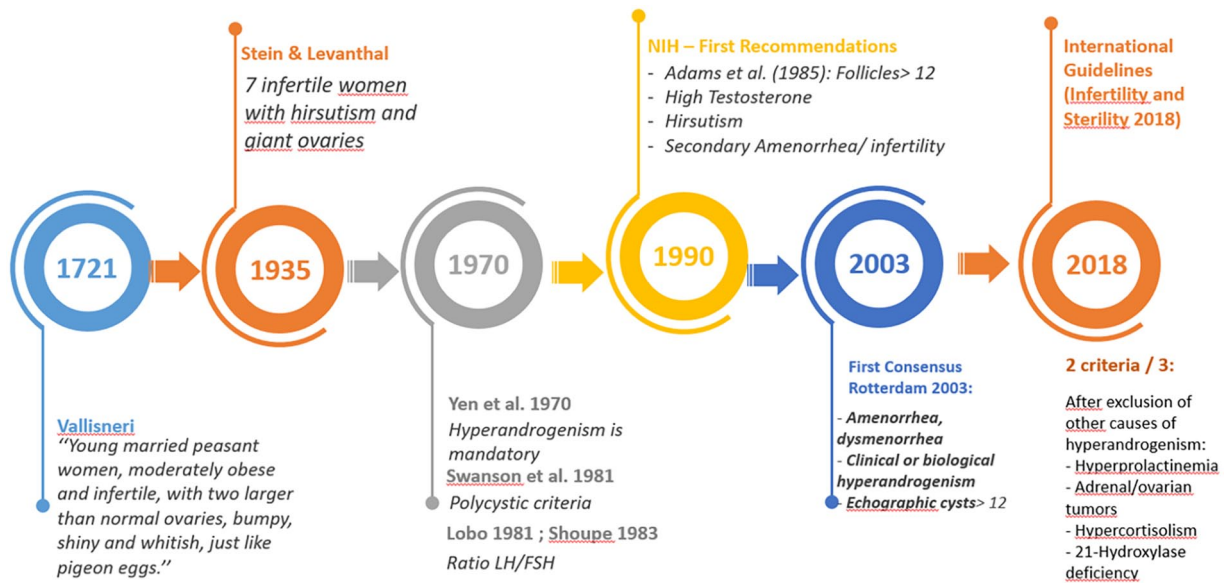 Stein & Levanthal
7 infertile women
with hirsutism and
giant ovaries
NIH – First Recommendations
- Adams et al. (1985): Follicles> 12
- High Testosterone
- Hirsutism
- Secondary Amenorrhea/ infertility
International
Guidelines
(Infertility and
Sterility 2018)
1721
1935
1970
1990
2003
2018
Vallisneri
“Young married peasant
women, moderately obese
and infertile, with two larger
than normal ovaries, bumpy,
shiny and whitish, just like
pigeon eggs.”
Yen et al. 1970
Hyperandrogenism is
mandatory
Swanson et al. 1981
Polycystic criteria
Lobo 1981 ; Shoupe 1983
Ratio LH/FSH
First Consensus
Rotterdam 2003:
- Amenorrhea,
dysmenorrhea
- Clinical or biological
hyperandrogenism
- Echographic cysts> 12
2 criteria / 3:
After exclusion of
other causes of
hyperandrogenism:
- Hyperprolactinemia
- Adrenal/ovarian
tumors
- Hypercortisolism
- 21-Hydroxylase
deficiency